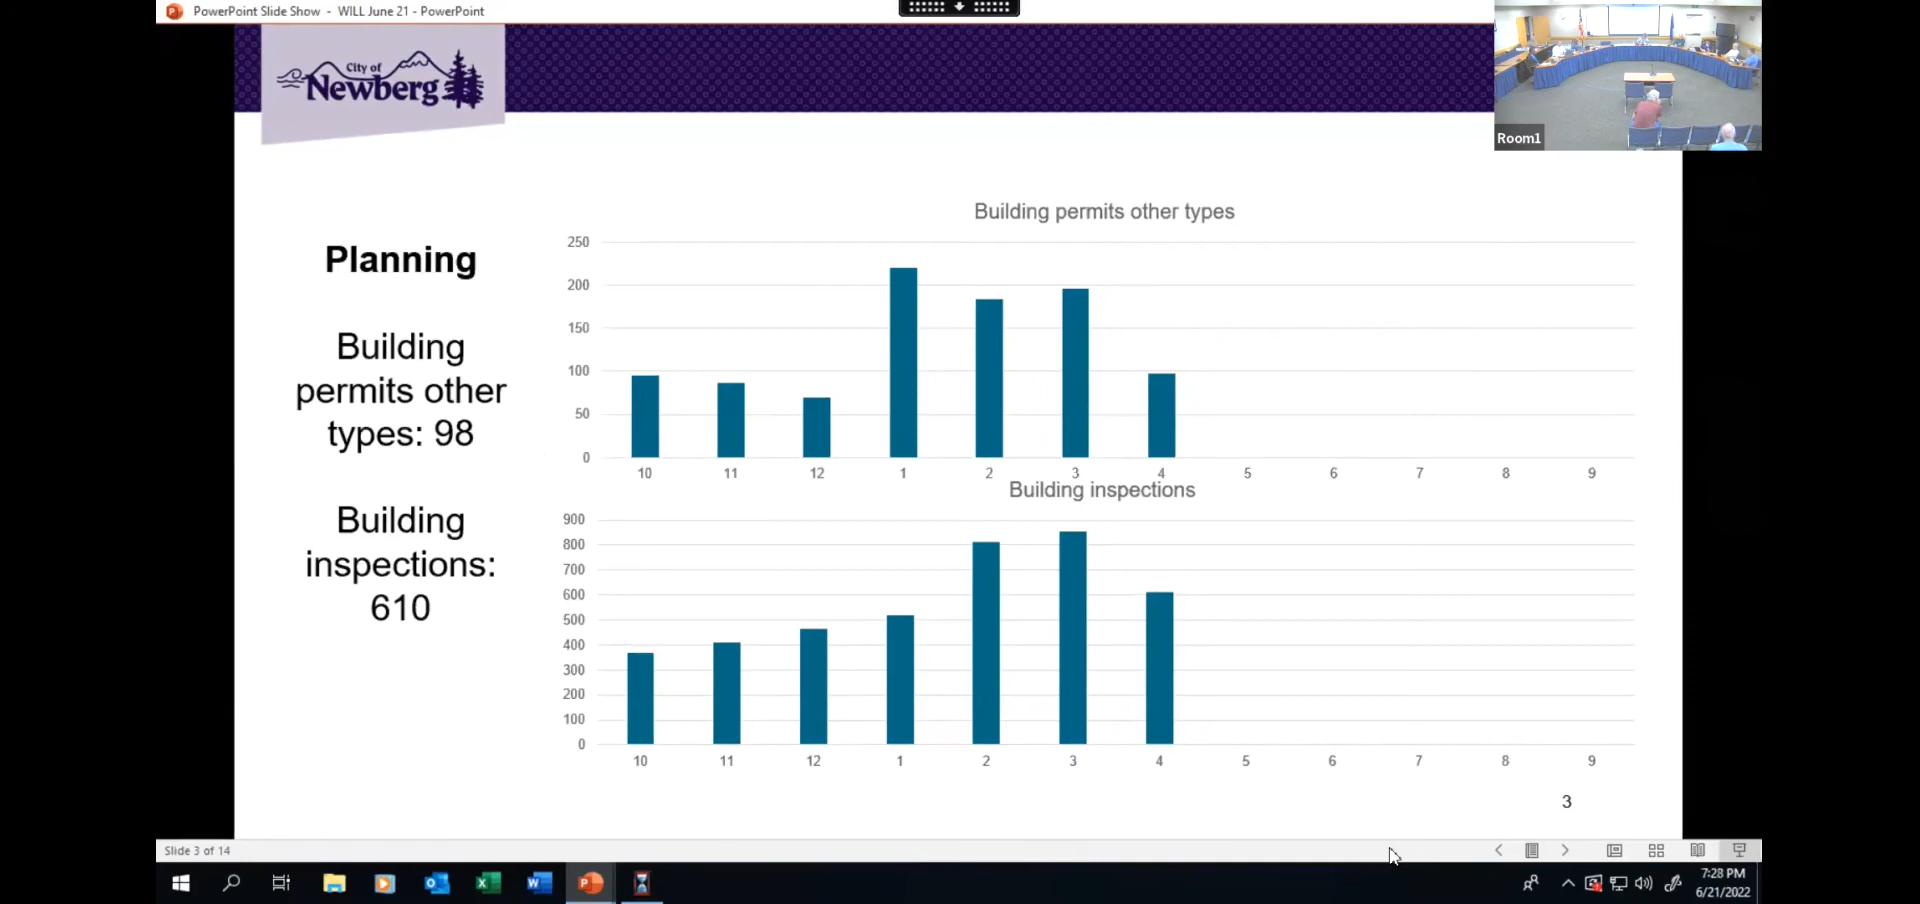 PowerPoint Slide Show - WILL June 21 - PowerPoint
City of
Newberg
Room1
Planning
Building
permits other
types: 98
Building
inspections:
610
Building permits other types
250
200
150
100
50
0
10 11 12 1 2 3 4 5 6 7 8 9
Building inspections
900
800
700
600
500
400
300
200
100
0
10 11 12 1 2 3 4 5 6 7 8 9
3
Slide 3 of 14
7:28 PM
6/21/2022